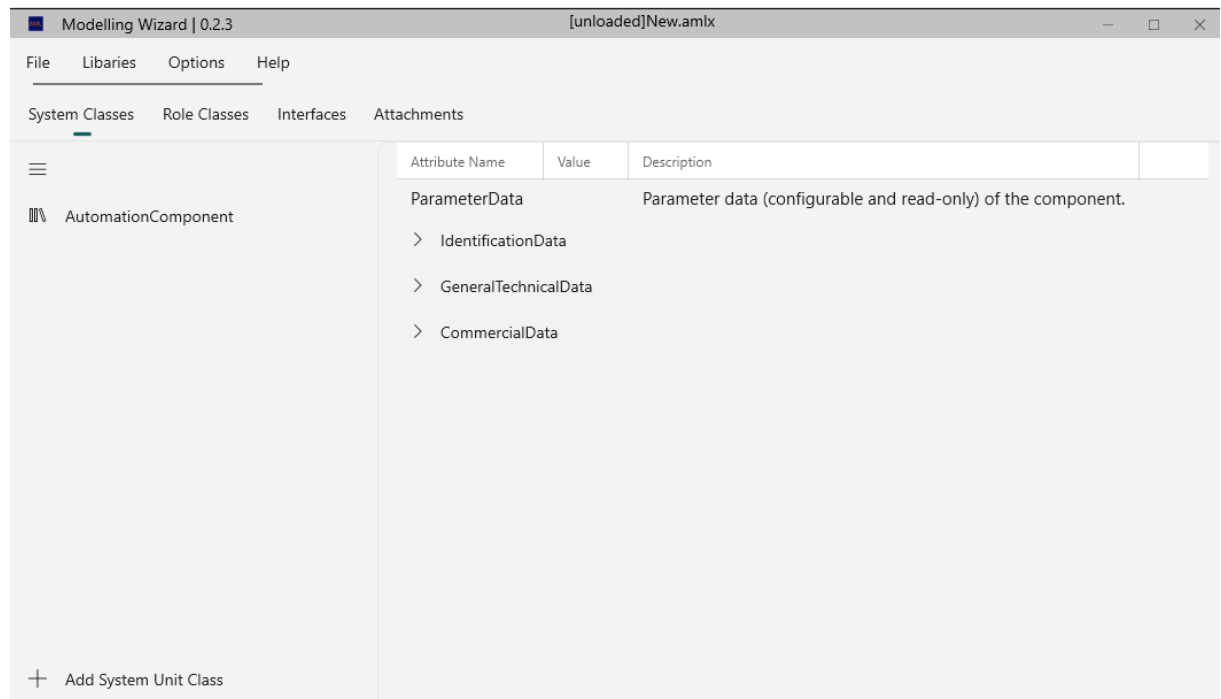 AML Modelling Wizard | 0.2.3 [unloaded]New.amlx
File Libaries Options Help
System Classes Role Classes Interfaces Attachments
Attribute Name Value Description
ParameterData Parameter data (configurable and read-only) of the component.
AutomationComponent
IdentificationData
GeneralTechnicalData
CommercialData
Add System Unit Class